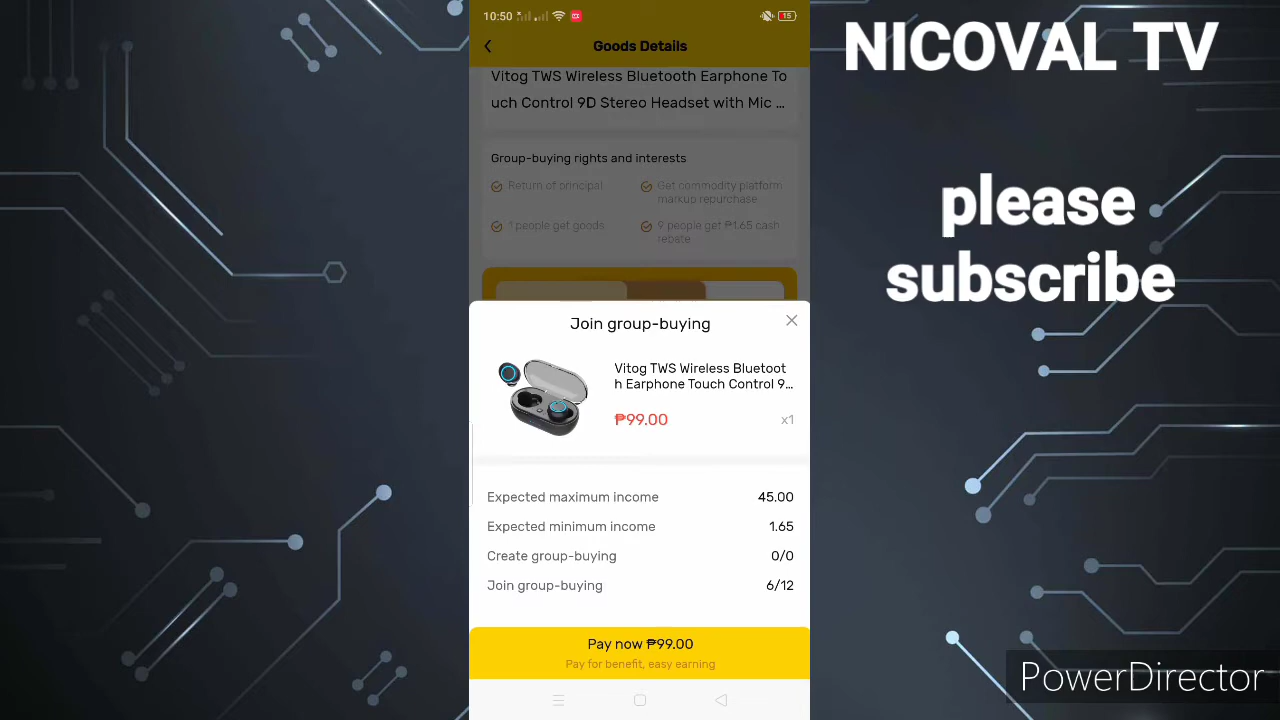 10:50
15
Goods Details
Vitog TWS Wireless Bluetooth Earphone To
uch Control 9D Stereo Headset with Mic ...
Group-buying rights and interests
Return of principal
Get commodity platform
markup repurchase
1 people get goods
9 people get ₱1.65 cash
rebate
Join group-buying
Vitog TWS Wireless Bluetoot
h Earphone Touch Control 9...
₱99.00
x1
Expected maximum income 45.00
Expected minimum income 1.65
Create group-buying 0/0
Join group-buying 6/12
Pay now ₱99.00
Pay for benefit, easy earning
NICOVAL TV
please
subscribe
PowerDirector